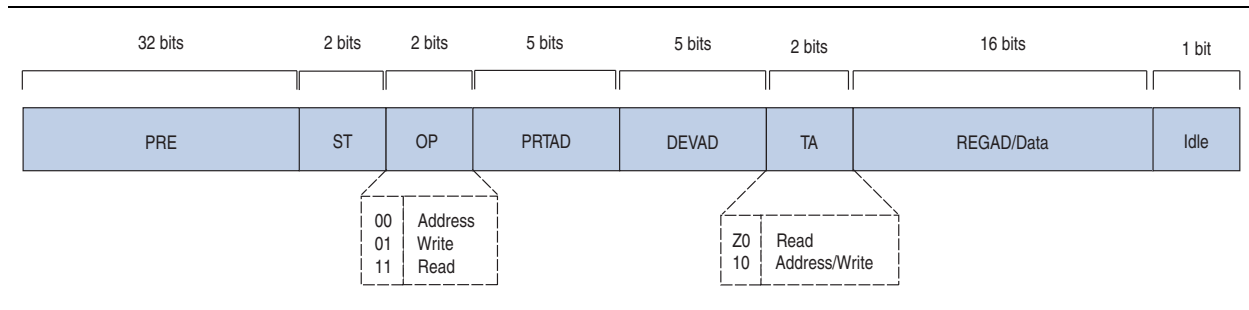 32 bits 2 bits 2 bits 5 bits 5 bits 2 bits 16 bits 1 bit
PRE ST OP PRTAD DEVAD TA REGAD/Data Idle
00 Address
01 Write
11 Read
Z0 Read
10 Address/Write